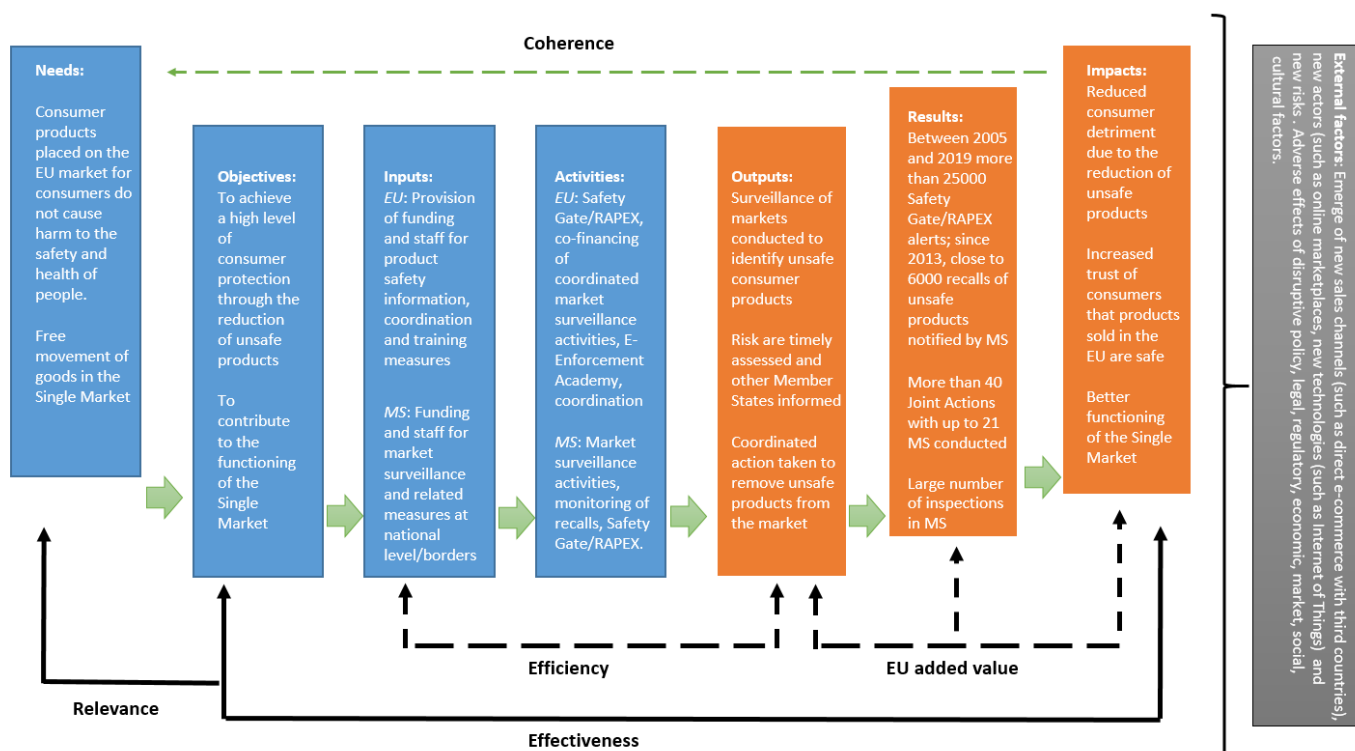 Coherence
Needs:
Consumer
products
placed on the
EU market for
consumers do
not cause
harm to the
safety and
health of
people.
Free
movement of
goods in the
Single Market
Objectives:
To achieve
a high level
of
consumer
protection
through the
reduction
of unsafe
products
To
contribute
to the
functioning
of the
Single
Market
Inputs:
EU: Provision
of funding
and staff for
product
safety
information,
coordination
and training
measures
MS: Funding
and staff for
market
surveillance
and related
measures at
national
level/borders
Activities:
EU: Safety
Gate/RAPEX,
co-financing
of
coordinated
market
surveillance
activities, E-
Enforcement
Academy,
coordination
MS: Market
surveillance
activities,
monitoring of
recalls, Safety
Gate/RAPEX.
Outputs:
Surveillance of
markets
conducted to
identify unsafe
consumer
products
Risk are timely
assessed and
other Member
States informed
Coordinated
action taken to
remove unsafe
products from
the market
Results:
Between 2005
and 2019 more
than 25000
Safety
Gate/RAPEX
alerts; since
2013, close to
6000 recalls of
unsafe
products
notified by MS
More than 40
Joint Actions
with up to 21
MS conducted
Large number
of inspections
in MS
Impacts:
Reduced
consumer
detriment
due to the
reduction of
unsafe
products
Increased
trust of
consumers
that products
sold in the
EU are safe
Better
functioning
of the Single
Market
External factors: Emerge of new sales channels (such as direct e-commerce with third countries),
new actors (such as online marketplaces, new technologies (such as Internet of Things) and
new risks . Adverse effects of disruptive policy, legal, regulatory, economic, market, social,
cultural factors.
Efficiency
EU added value
Relevance
Effectiveness